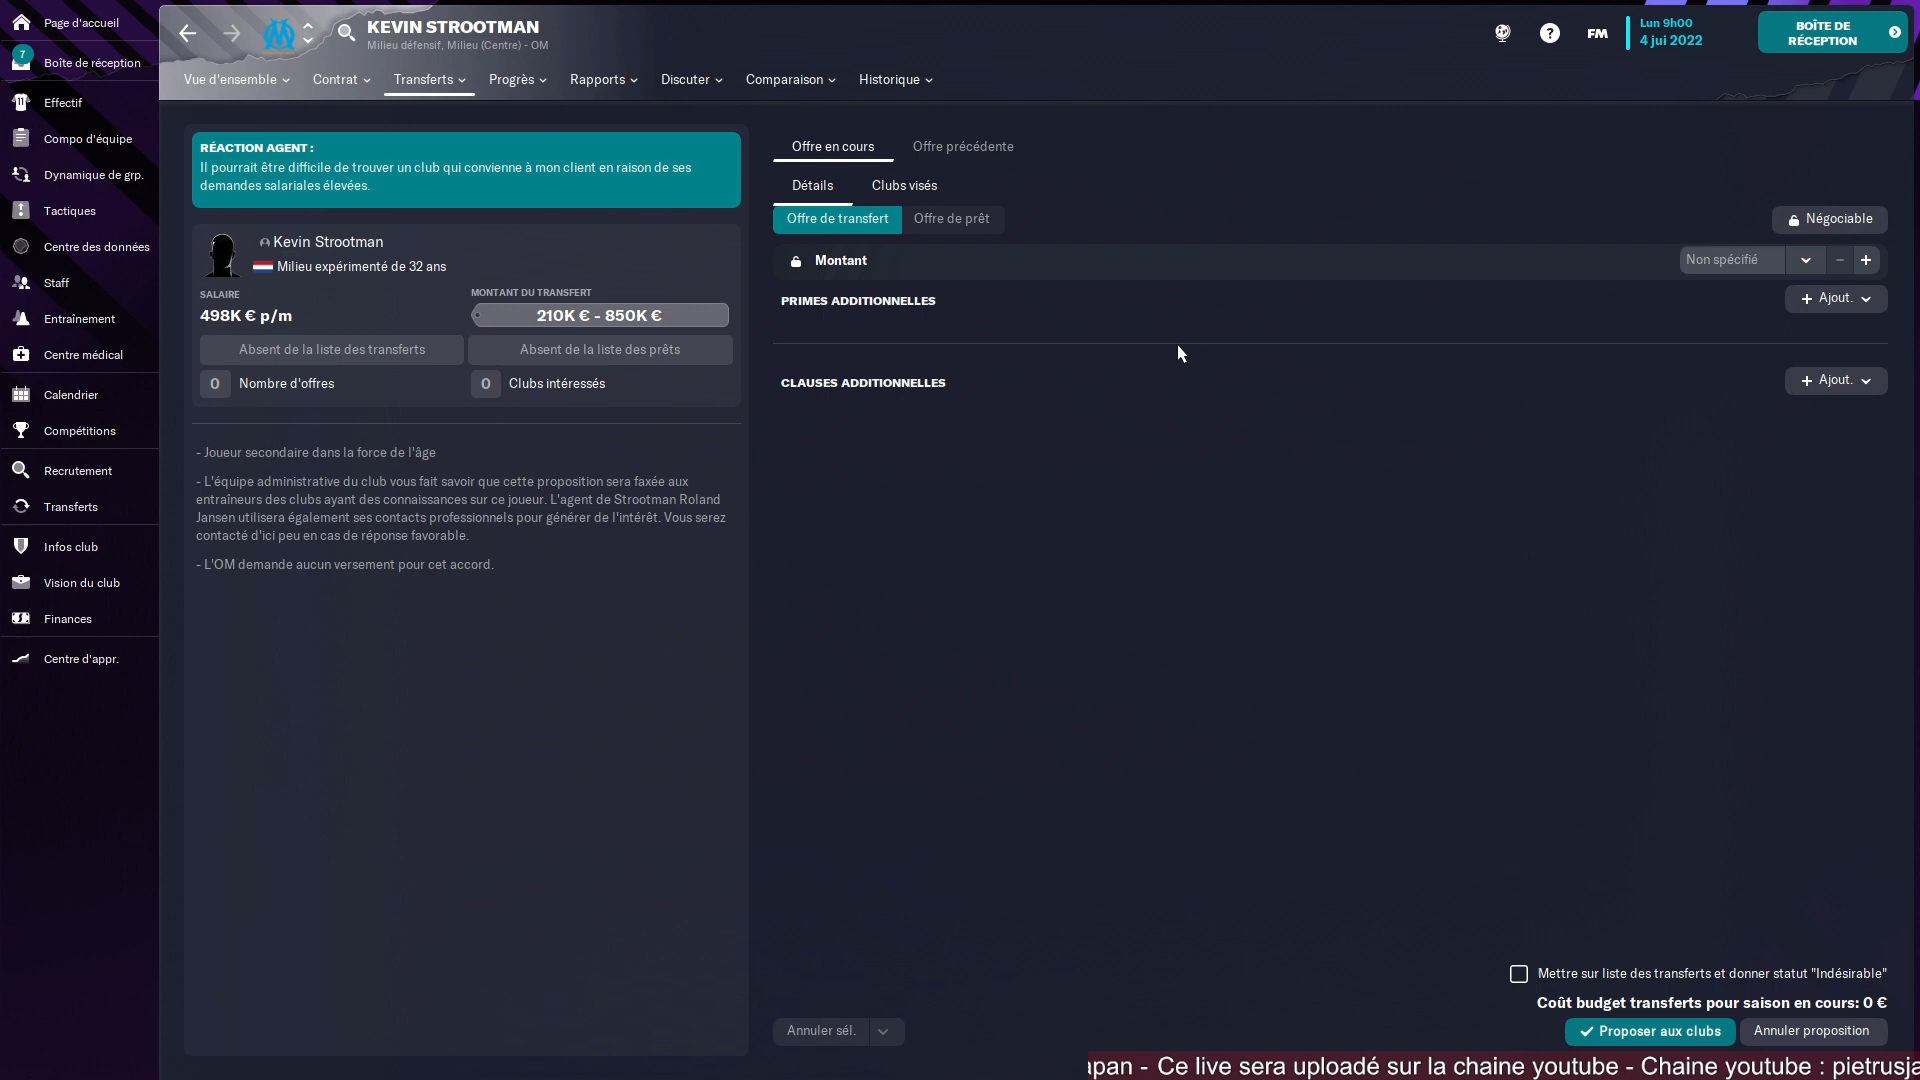 Page d'accueil
7
Boîte de réception
Effectif
Compo d'équipe
Dynamique de grp.
Tactiques
Centre des données
Staff
Entraînement
Centre médical
Calendrier
Compétitions
Recrutement
Transferts
Infos club
Vision du club
Finances
Centre d'appr.
KEVIN STROOTMAN
Milieu défensif, Milieu (Centre) - OM
FM
Lun 9h00
4 jui 2022
BOÎTE DE
RÉCEPTION
Vue d'ensemble Contrat Transferts Progrès Rapports Discuter Comparaison Historique
RÉACTION AGENT :
Il pourrait être difficile de trouver un club qui convienne à mon client en raison de ses
demandes salariales élevées.
Kevin Strootman
Milieu expérimenté de 32 ans
SALAIRE
498K € p/m
MONTANT DU TRANSFERT
210K € - 850K €
Absent de la liste des transferts
Absent de la liste des prêts
0 Nombre d'offres
0 Clubs intéressés
- Joueur secondaire dans la force de l'âge
- L'équipe administrative du club vous fait savoir que cette proposition sera faxée aux
entraîneurs des clubs ayant des connaissances sur ce joueur. L'agent de Strootman Roland
Jansen utilisera également ses contacts professionnels pour générer de l'intérêt. Vous serez
contacté d'ici peu en cas de réponse favorable.
- L'OM demande aucun versement pour cet accord.
Offre en cours Offre précédente
Détails Clubs visés
Offre de transfert Offre de prêt
Négociable
Montant
Non spécifié
PRIMES ADDITIONNELLES
+ Ajout.
CLAUSES ADDITIONNELLES
+ Ajout.
Mettre sur liste des transferts et donner statut "Indésirable"
Coût budget transferts pour saison en cours: 0 €
Annuler sél.
Proposer aux clubs
Annuler proposition
apan - Ce live sera uploadé sur la chaine youtube - Chaine youtube : pietrusja